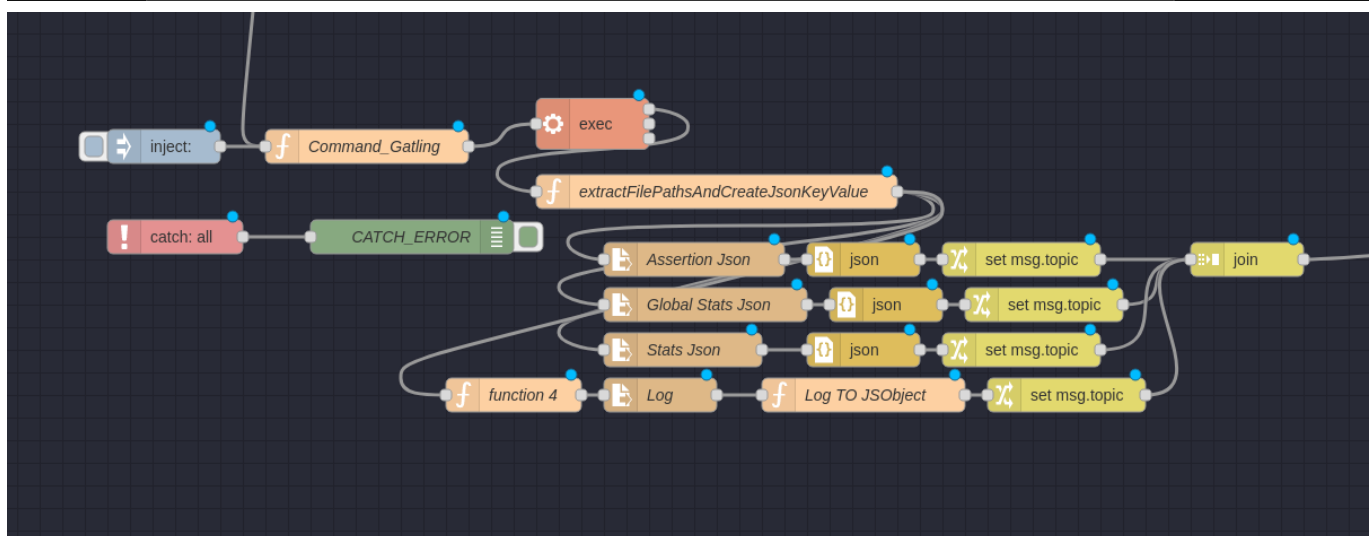 exec
inject:
Command_Gatling
extractFilePathsAndCreateJsonKeyValue
catch: all
CATCH_ERROR
Assertion Json
json
set msg.topic
join
Global Stats Json
json
set msg.topic
Stats Json
json
set msg.topic
function 4
Log
Log TO JSObject
set msg.topic